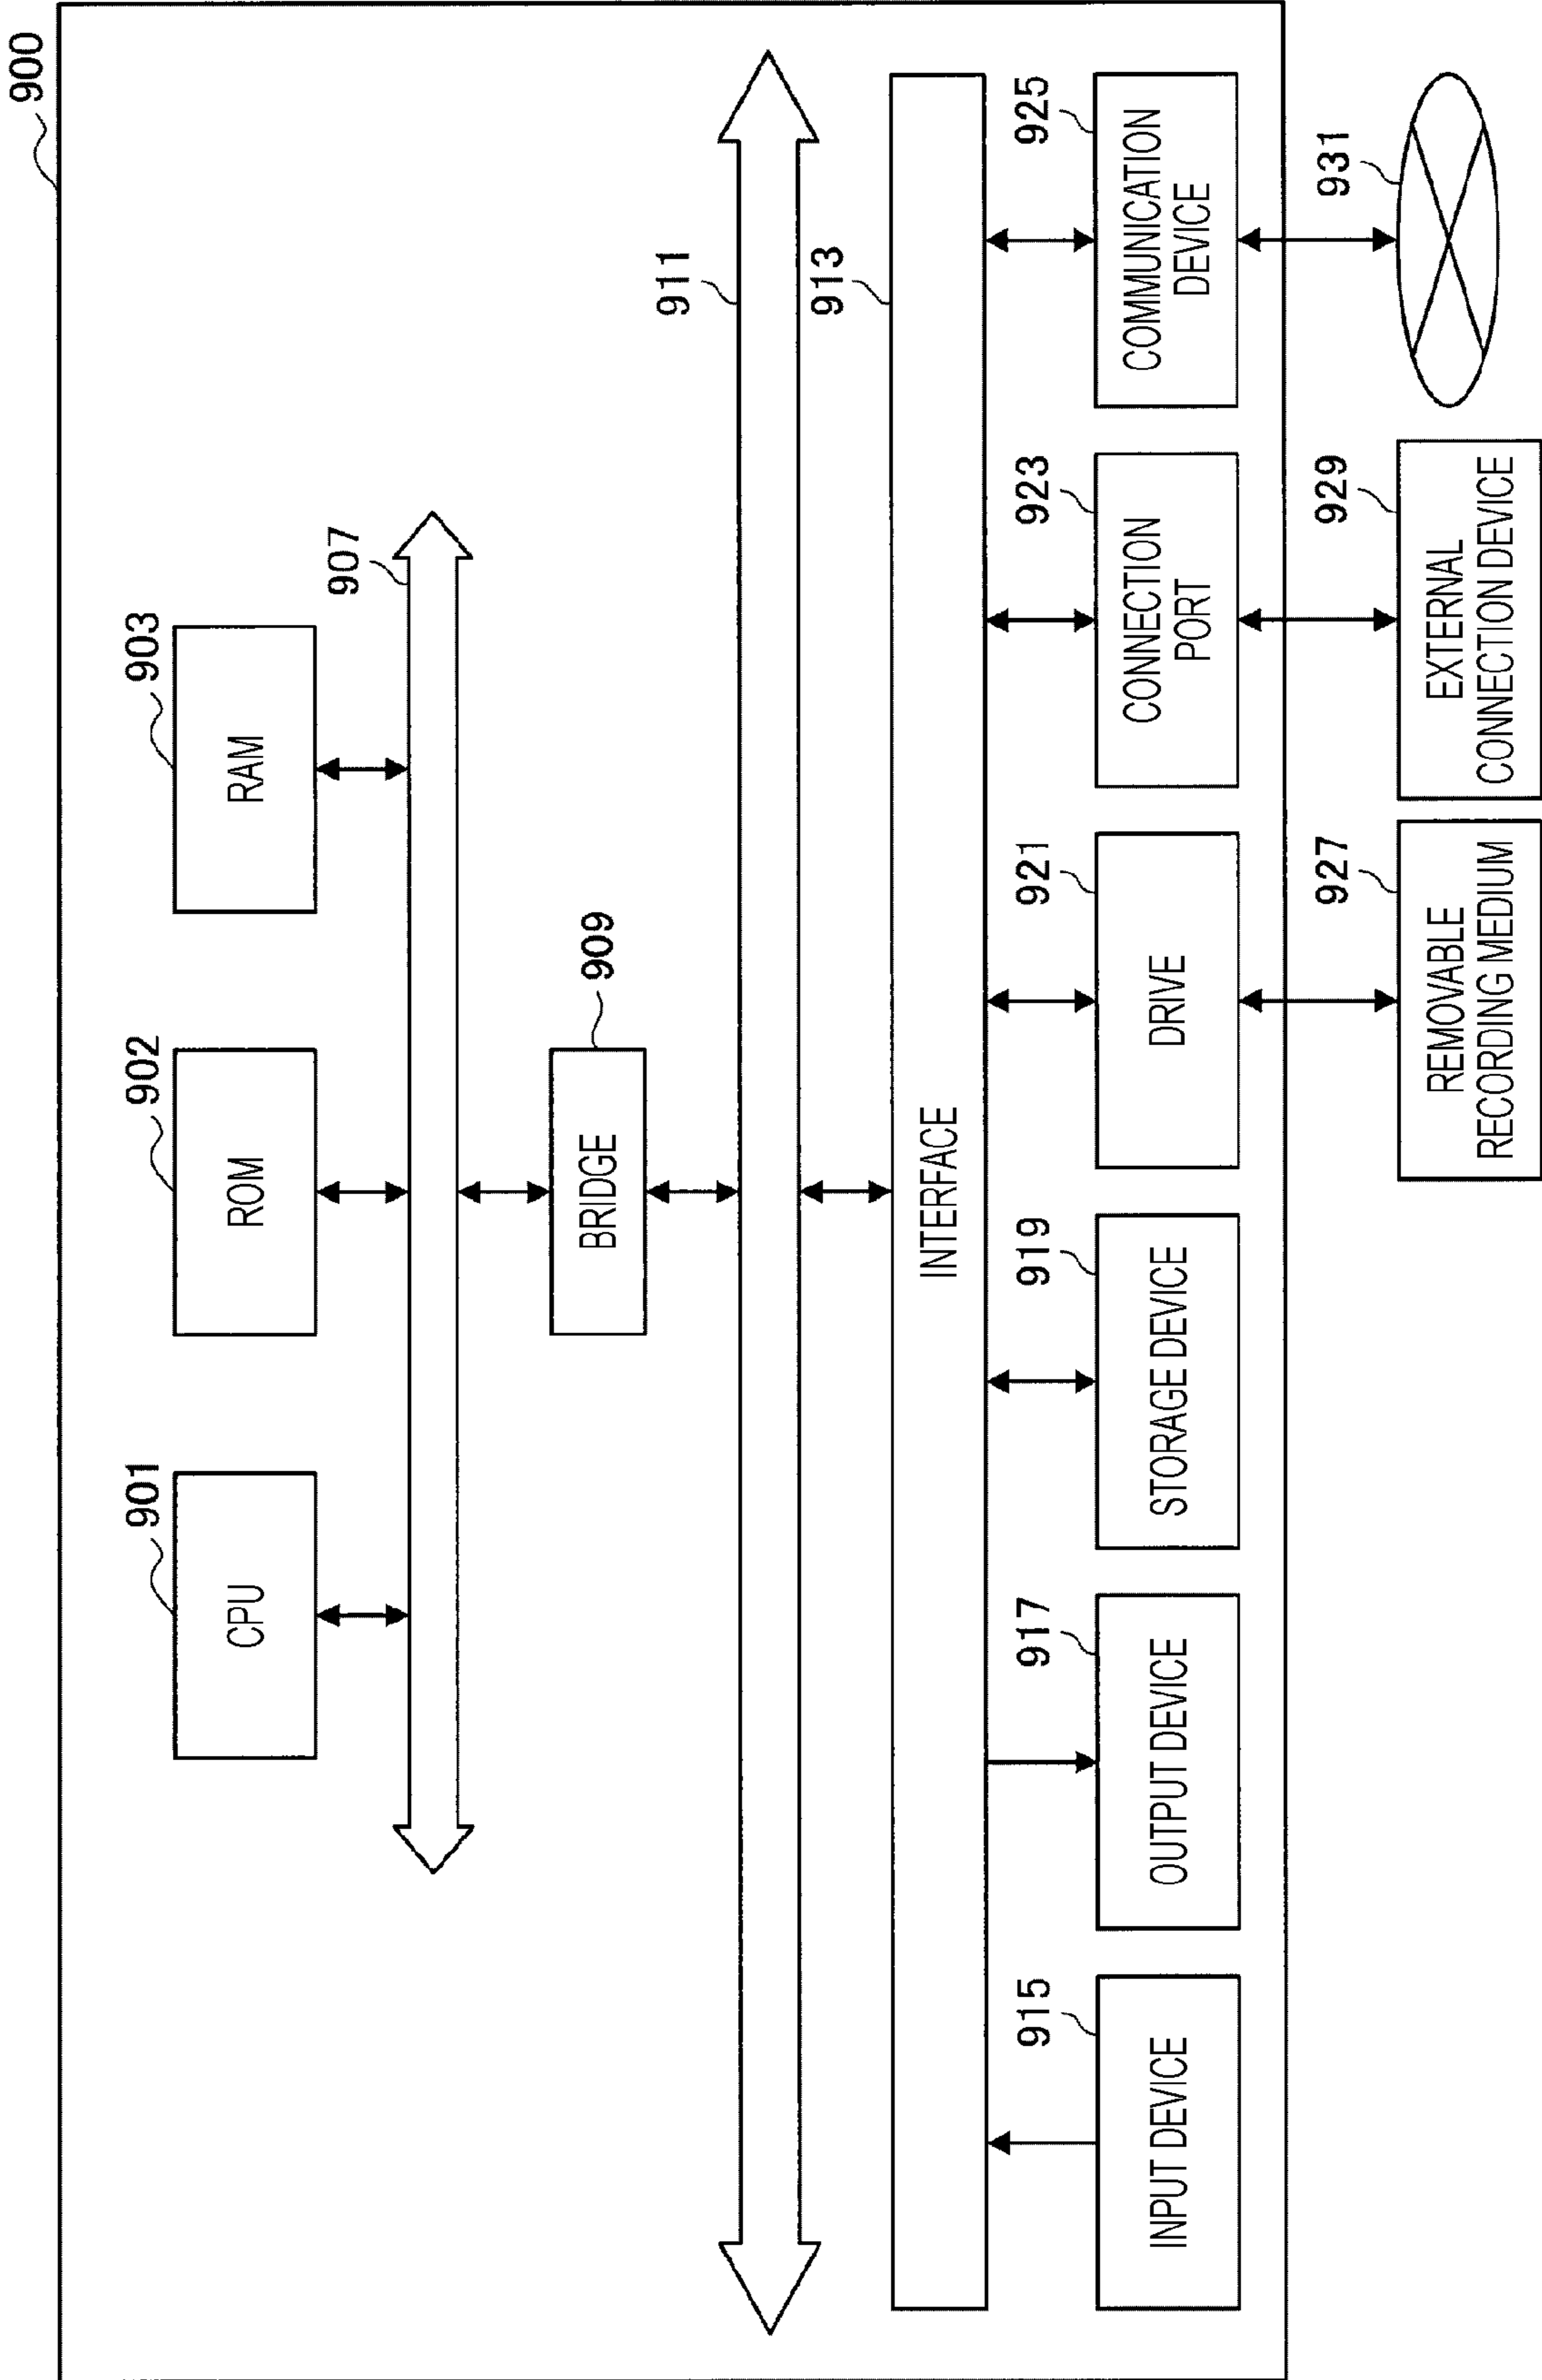 900
901
902
903
CPU
ROM
RAM
907
909
BRIDGE
911
913
INTERFACE
915
917
919
921
923
925
INPUT DEVICE
OUTPUT DEVICE
STORAGE DEVICE
DRIVE
CONNECTION
PORT
COMMUNICATION
DEVICE
927
929
931
REMOVABLE
RECORDING MEDIUM
EXTERNAL
CONNECTION DEVICE